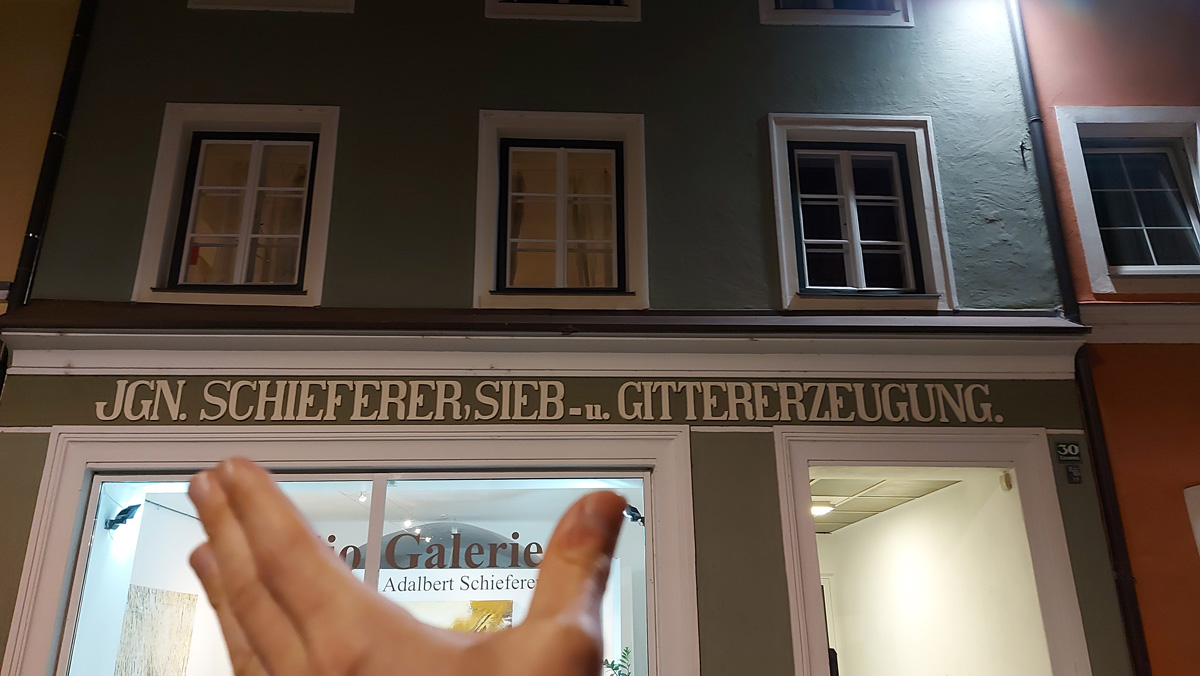 JGN. SCHIEFERER, SIEB-u. GITTERERZEUGUNG.
30
Galerie
Adalbert Schieferer